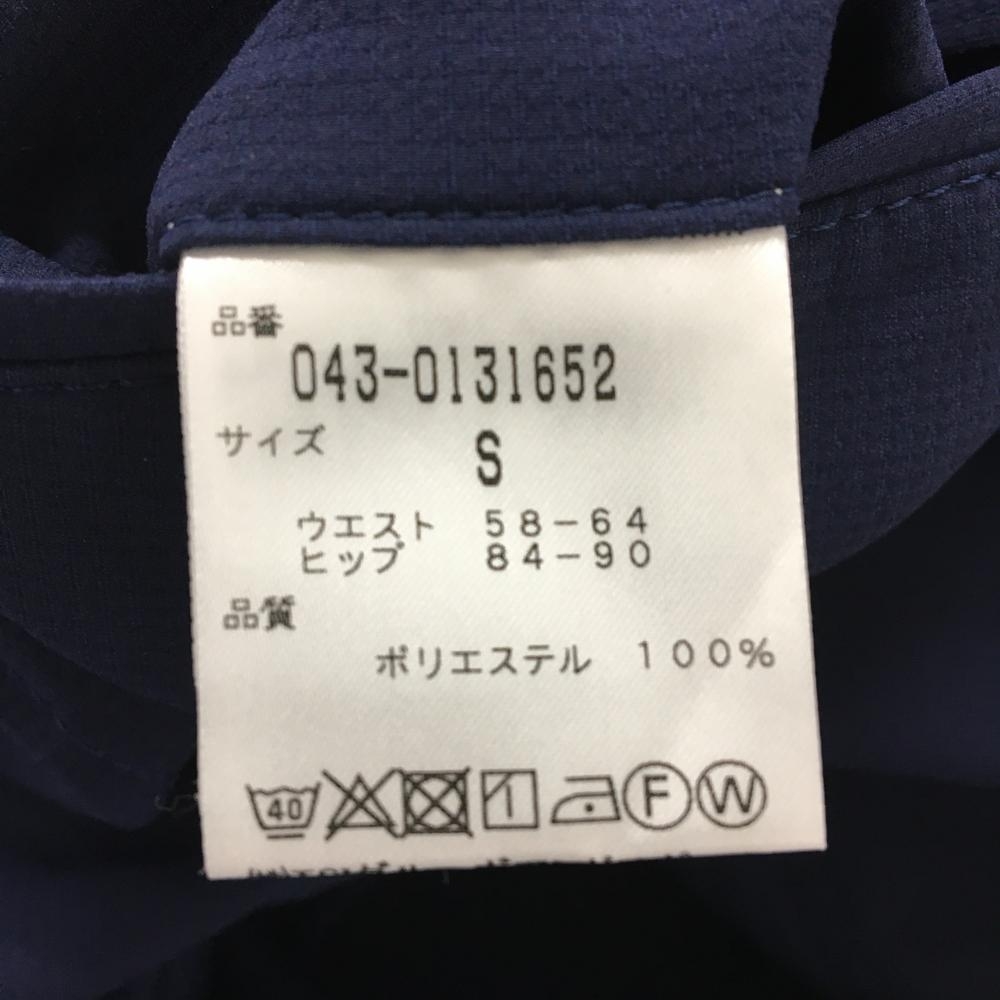 品番
043-0131652
サイズ
S
ウエスト 58-64
ヒップ 84-90
品質
ポリエステル 100%
40 F W